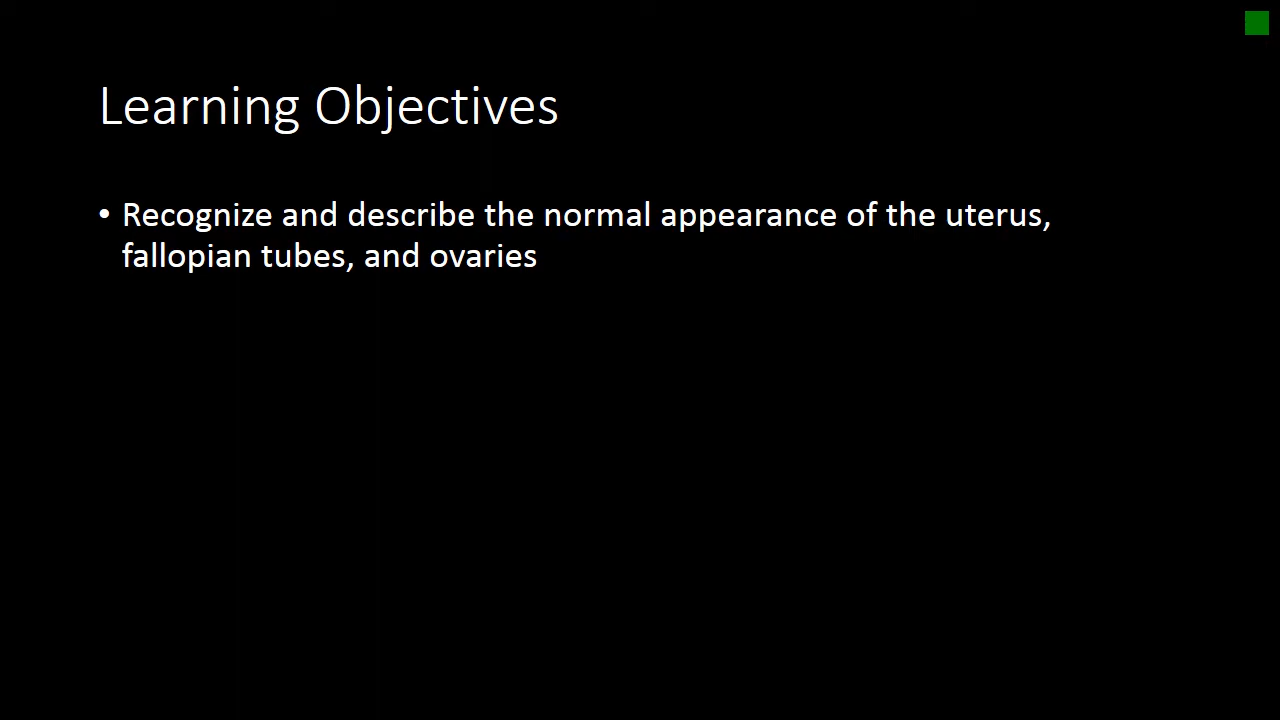 Learning Objectives
• Recognize and describe the normal appearance of the uterus,
fallopian tubes, and ovaries